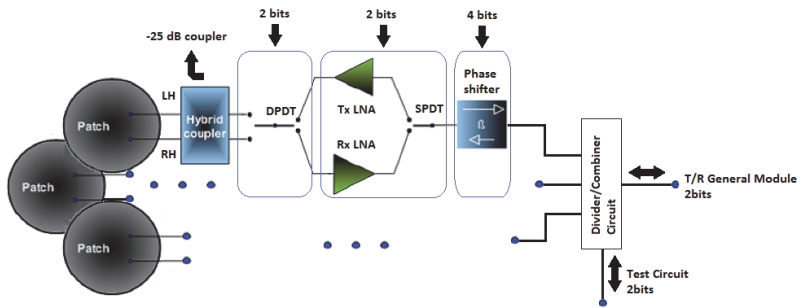 2 bits
2 bits
4 bits
-25 dB coupler
LH
Patch
Hybrid
coupler
RH
DPDT
Tx LNA
SPDT
Rx LNA
Phase
shifter
ß
Patch
Patch
Divider/Combiner
Circuit
T/R General Module
2bits
Test Circuit
2bits